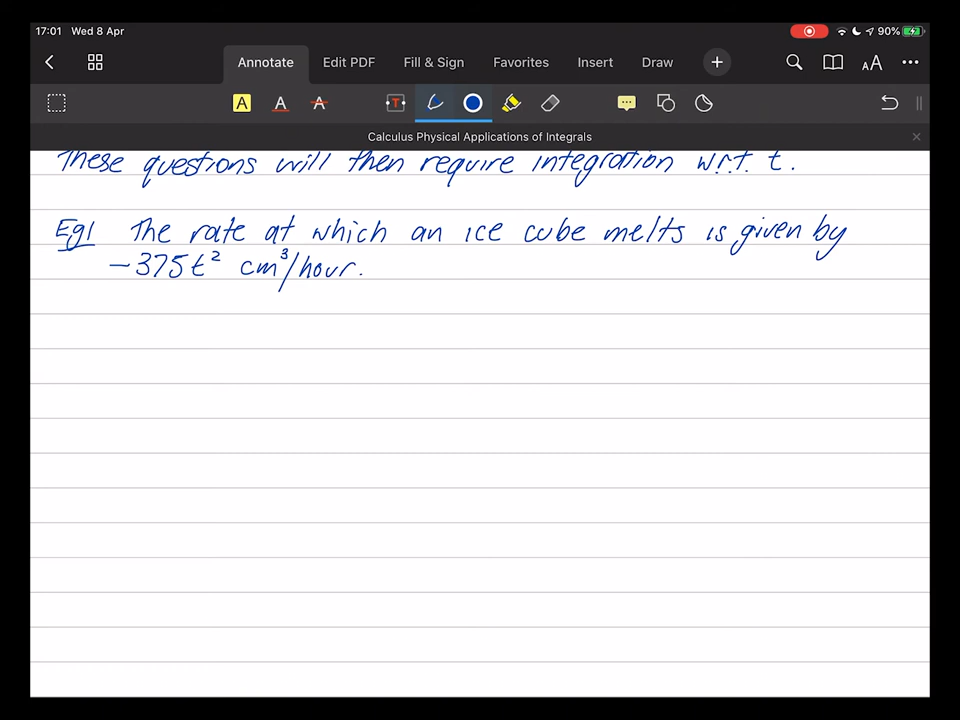 17:01 Wed 8 Apr 90%
Annotate Edit PDF Fill & Sign Favorites Insert Draw AA
A A A T
Calculus Physical Applications of Integrals
These questions will then require integration w.r.t. t.
Eg1 The rate at which an ice cube melts is given by
-375t² cm³/hour.